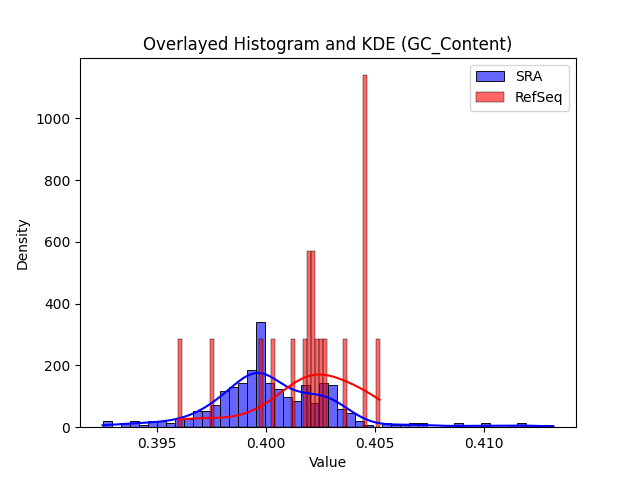 Overlayed Histogram and KDE (GC_Content)
SRA
RefSeq
1000
800
600
400
200
0
Density
0.395
0.400
0.405
0.410
Value